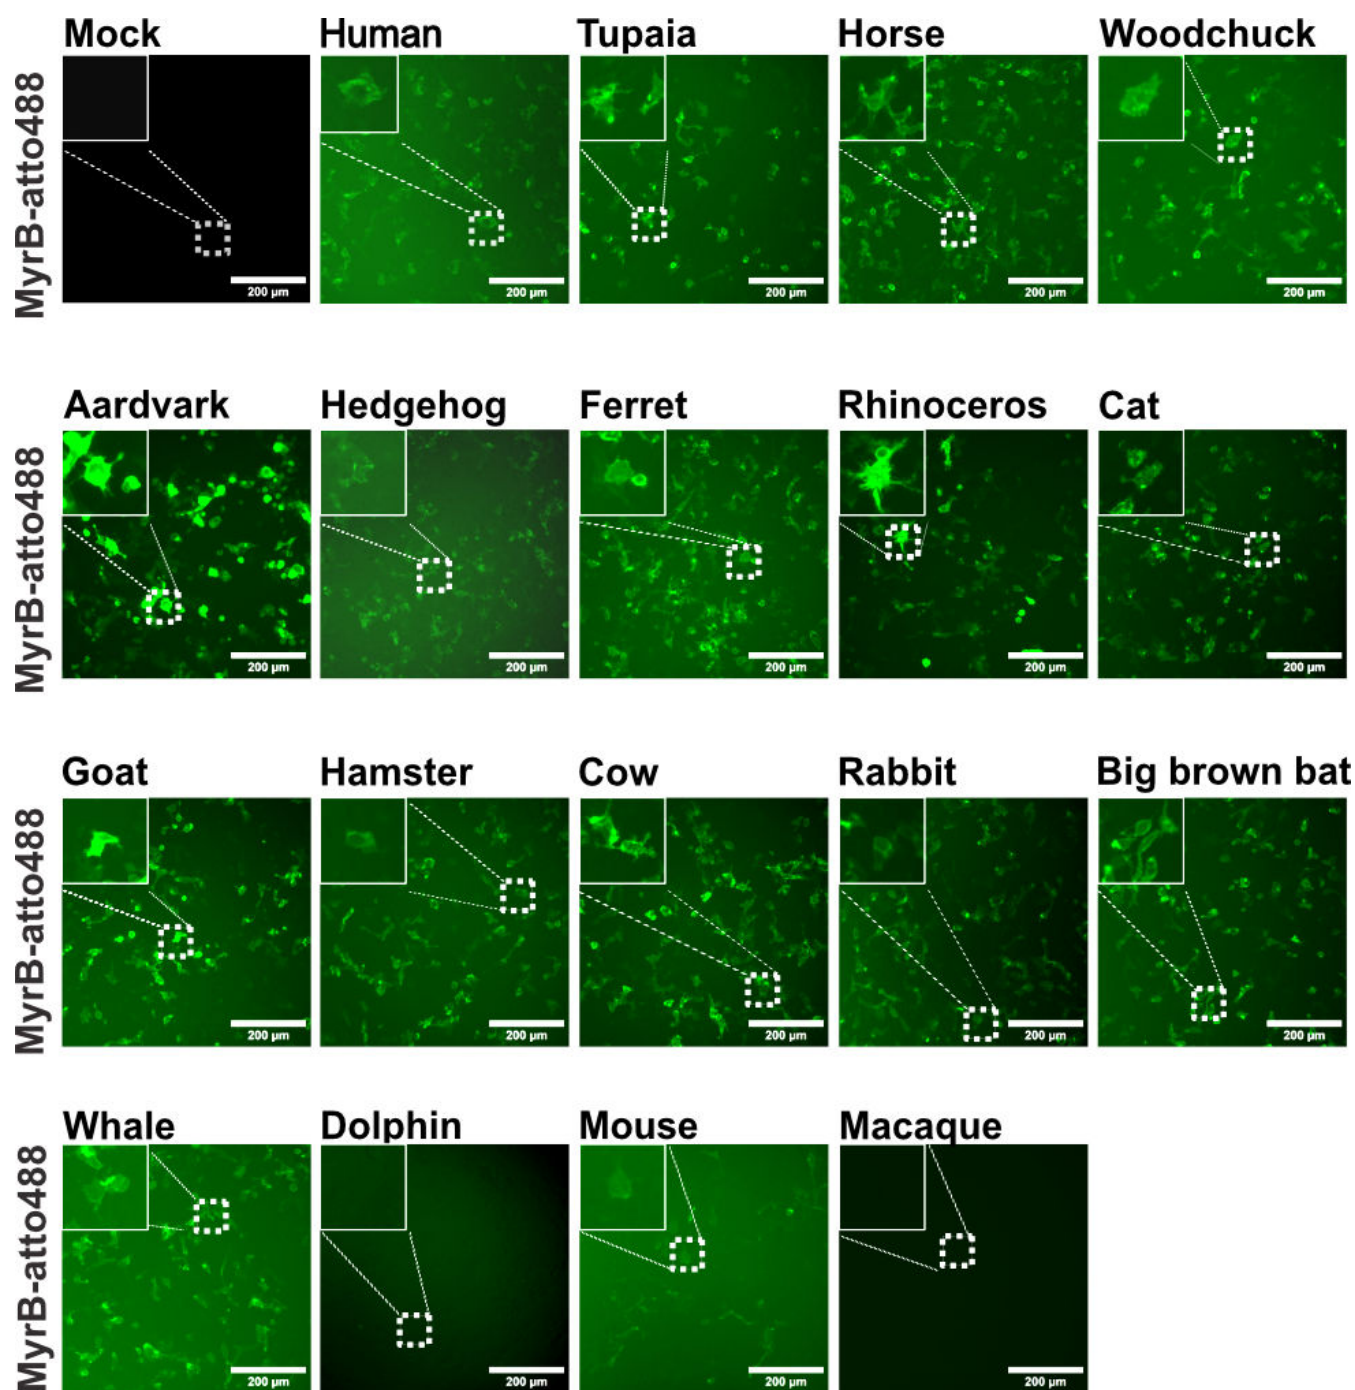 Mock Human Tupaia Horse Woodchuck
MyrB-atto488
200 µm 200 µm 200 µm 200 µm 200 µm
Aardvark Hedgehog Ferret Rhinoceros Cat
MyrB-atto488
200 µm 200 µm 200 µm 200 µm 200 µm
Goat Hamster Cow Rabbit Big brown bat
MyrB-atto488
200 µm 200 µm 200 µm 200 µm 200 µm
Whale Dolphin Mouse Macaque
MyrB-atto488
200 µm 200 µm 200 µm 200 µm